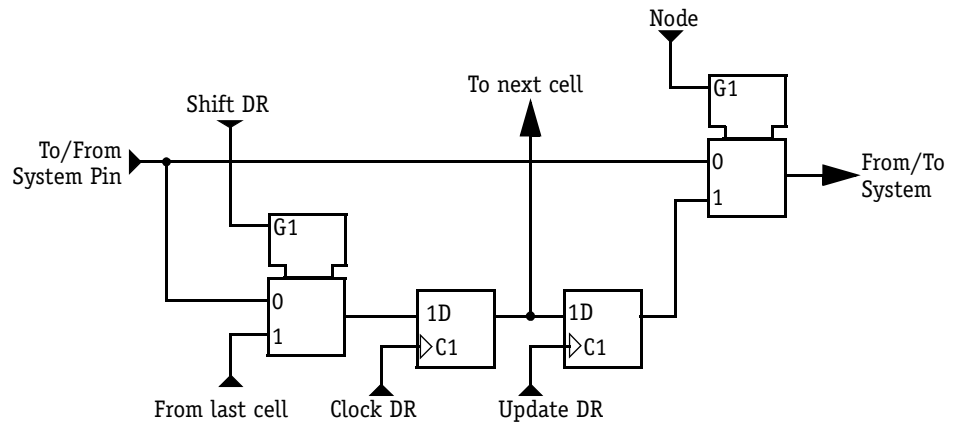 Node
To next cell
G1
Shift DR
To/From
System Pin
0
1
From/To
System
G1
0
1
1D
C1
1D
C1
From last cell
Clock DR
Update DR